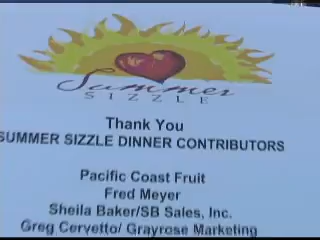 Summer
SIZZLE
Thank You
SUMMER SIZZLE DINNER CONTRIBUTORS
Pacific Coast Fruit
Fred Meyer
Sheila Baker/SB Sales, Inc.
Greg Cervetto/ Grayrose Marketing